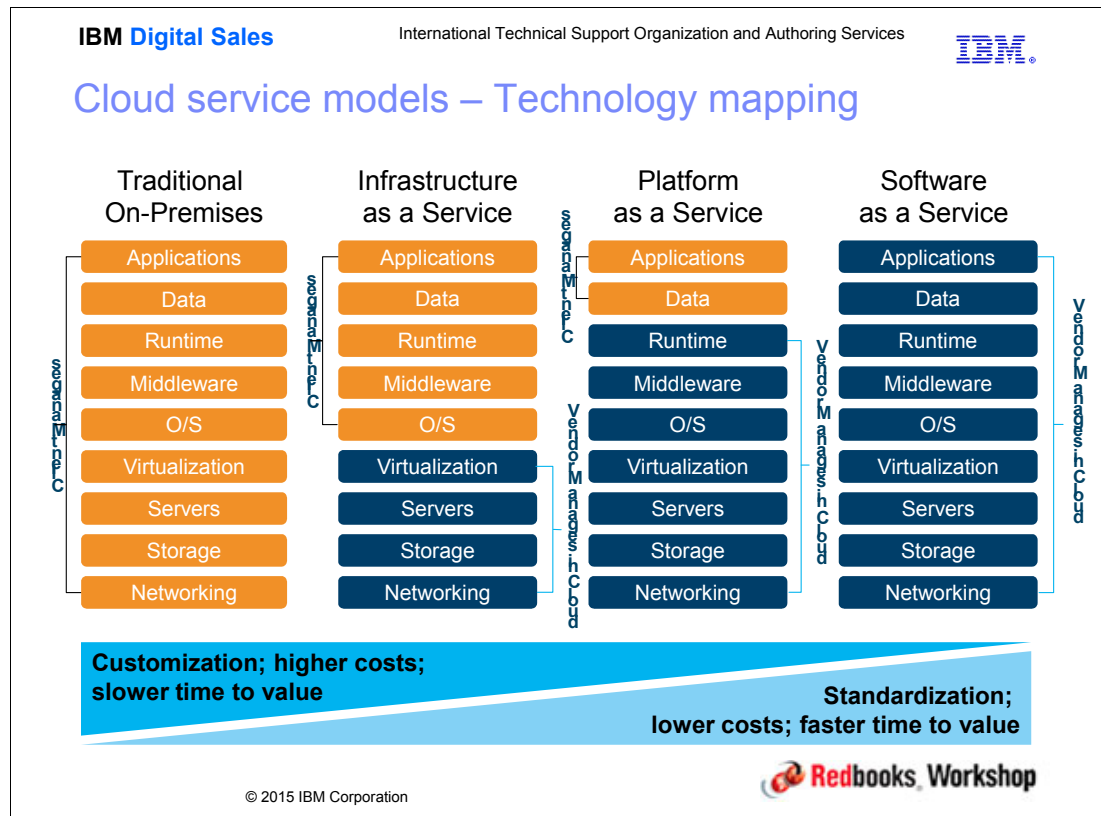 IBM Digital Sales
International Technical Support Organization and Authoring Services
IBM®
Cloud service models – Technology mapping
Traditional
On-Premises
Applications
Data
Runtime
Middleware
O/S
Virtualization
Servers
Storage
Networking
Client Manages
Infrastructure
as a Service
Applications
Data
Runtime
Middleware
O/S
Virtualization
Servers
Storage
Networking
Client Manages
Vendor Manages in Cloud
Platform
as a Service
Applications
Data
Runtime
Middleware
O/S
Virtualization
Servers
Storage
Networking
Client Manages
Vendor Manages in Cloud
Software
as a Service
Applications
Data
Runtime
Middleware
O/S
Virtualization
Servers
Storage
Networking
Vendor Manages in Cloud
Customization; higher costs;
slower time to value
Standardization;
lower costs; faster time to value
Redbooks® Workshop
© 2015 IBM Corporation